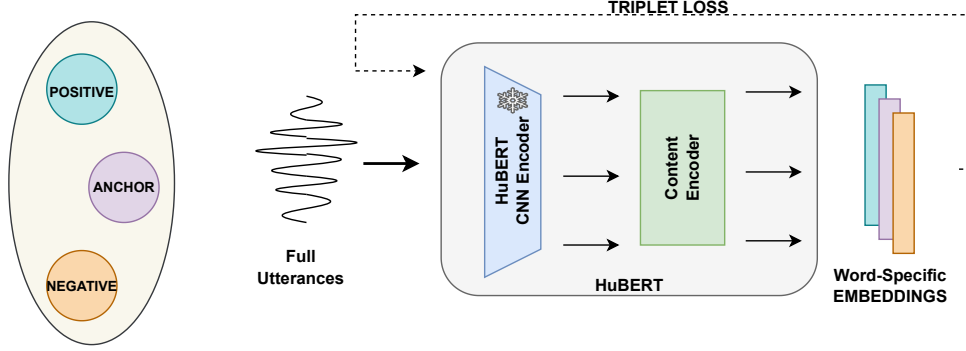 TRIPLET LOSS
POSITIVE
ANCHOR
NEGATIVE
Full
Utterances
HuBERT
CNN Encoder
Content
Encoder
HuBERT
Word-Specific
EMBEDDINGS